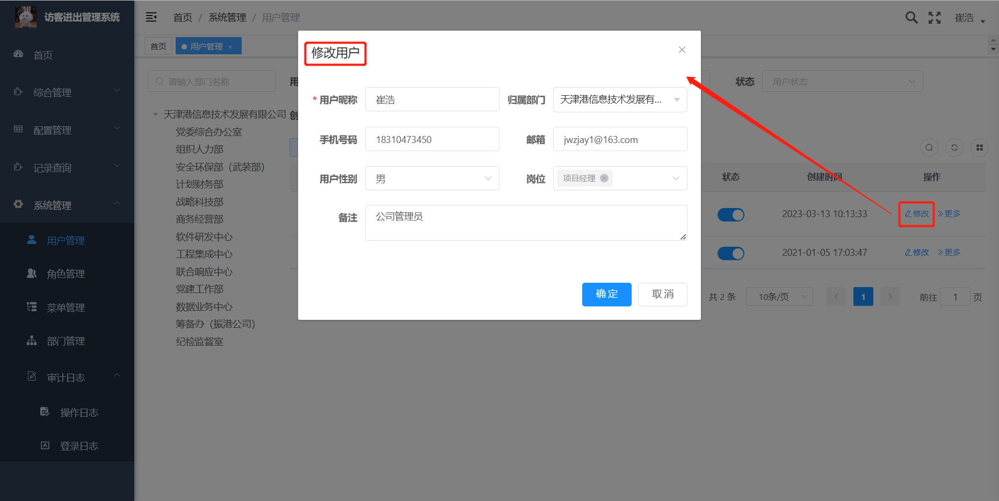 访客进出管理系统
首页 / 系统管理 / 用户管理
崔浩
首页
用户管理 ×
首页
综合管理
配置管理
记录查询
系统管理
用户管理
角色管理
菜单管理
部门管理
审计日志
操作日志
登录日志
请输入部门名称
天津港信息技术发展有限公司
党委综合办公室
组织人力部
安全环保部（武装部）
计划财务部
战略科技部
商务经营部
软件研发中心
工程集成中心
联合响应中心
党建工作部
数据业务中心
筹备办（振港公司）
纪检监督室
用
创
状态 用户状态
修改用户
* 用户昵称 崔浩 归属部门 天津港信息技术发展有...
手机号码 18310473450 邮箱 jwzjay1@163.com
用户性别 男 岗位 项目经理
备注 公司管理员
确定 取消
状态 创建时间 操作
2023-03-13 10:13:33 修改 更多
2021-01-05 17:03:47 修改 更多
共 2 条 10条/页 1 前往 1 页